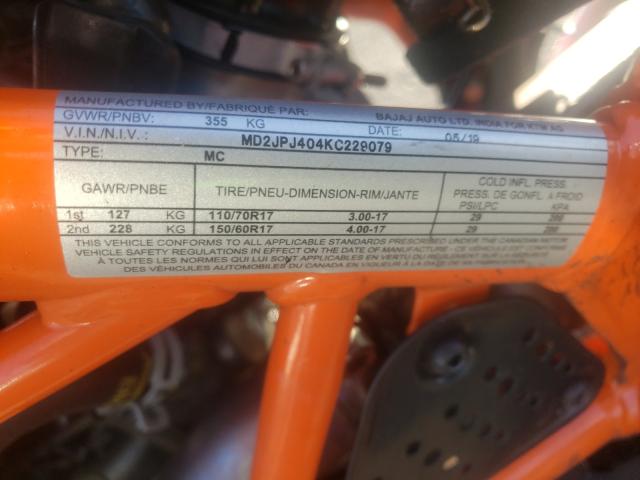 MANUFACTURED BY/FABRIQUÉ PAR: BAJAJ AUTO LTD. INDIA FOR KTM AG
GVWR/PNBV: 355 KG DATE: 05/19
V.I.N./N.I.V.: MD2JPJ404KC229079
TYPE: MC
GAWR/PNBE TIRE/PNEU-DIMENSION-RIM/JANTE COLD INFL. PRESS.
PRESS. DE GONFL. A FROID
PSI/LPC KPA
1st 127 KG 110/70R17 3.00-17 29
2nd 228 KG 150/60R17 4.00-17 29
THIS VEHICLE CONFORMS TO ALL APPLICABLE STANDARDS PRESCRIBED UNDER THE CANADIAN MOTOR
VEHICLE SAFETY REGULATIONS IN EFFECT ON THE DATE OF MANUFACTURE - CE VÉHICULE EST CONFORME
À TOUTES LES NORMES QUI LUI SONT APPLICABLES EN VERTU DU RÈGLEMENT SUR LA SÉCURITÉ
DES VÉHICULES AUTOMOBILES DU CANADA EN VIGUEUR À LA DATE DE SA FABRICATION